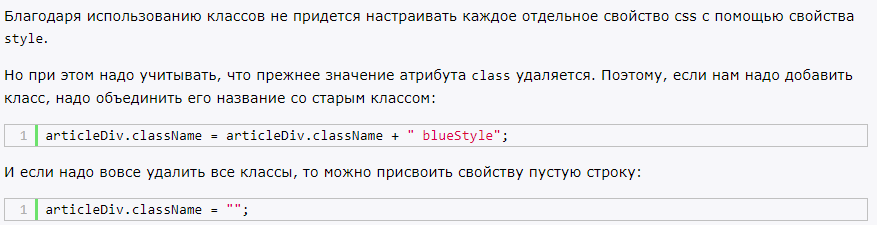 Благодаря использованию классов не придется настраивать каждое отдельное свойство css с помощью свойства
style.
Но при этом надо учитывать, что прежнее значение атрибута class удаляется. Поэтому, если нам надо добавить
класс, надо объединить его название со старым классом:
1 articleDiv.className = articleDiv.className + " blueStyle";
И если надо вовсе удалить все классы, то можно присвоить свойству пустую строку:
1 articleDiv.className = "";